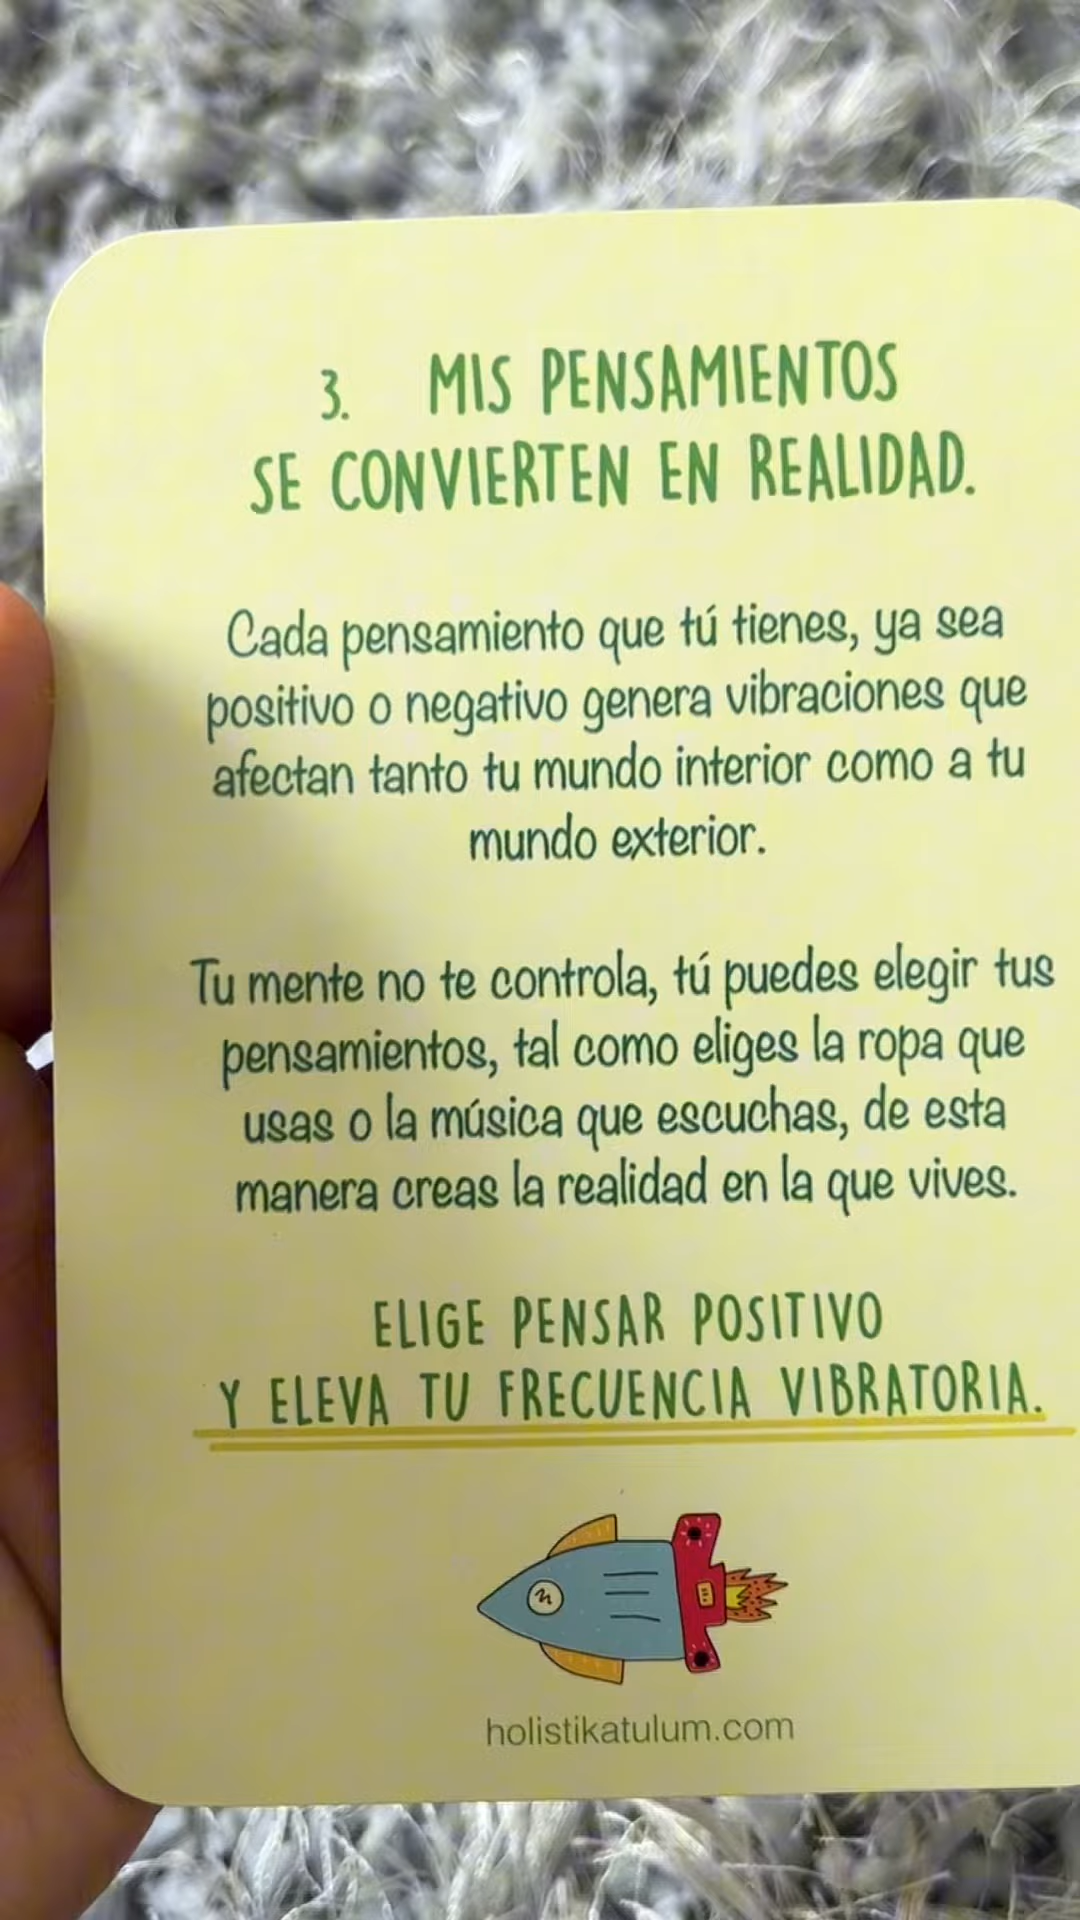 3. MIS PENSAMIENTOS
SE CONVIERTEN EN REALIDAD.
Cada pensamiento que tú tienes, ya sea
positivo o negativo genera vibraciones que
afectan tanto tu mundo interior como a tu
mundo exterior.
Tu mente no te controla, tú puedes elegir tus
pensamientos, tal como eliges la ropa que
usas o la música que escuchas, de esta
manera creas la realidad en la que vives.
ELIGE PENSAR POSITIVO
Y ELEVA TU FRECUENCIA VIBRATORIA.
holistikatulum.com